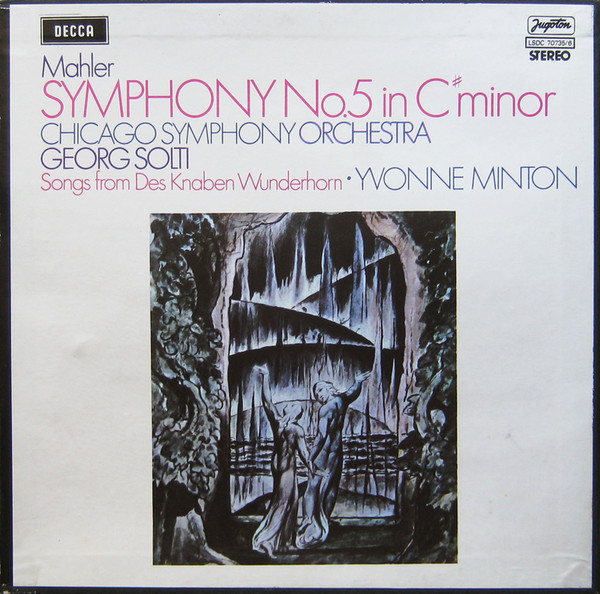 DECCA
Jugoton
LSDC 70735/6
STEREO
Mahler
SYMPHONY No.5 in C♯minor
CHICAGO SYMPHONY ORCHESTRA
GEORG SOLTI
Songs from Des Knaben Wunderhorn · YVONNE MINTON